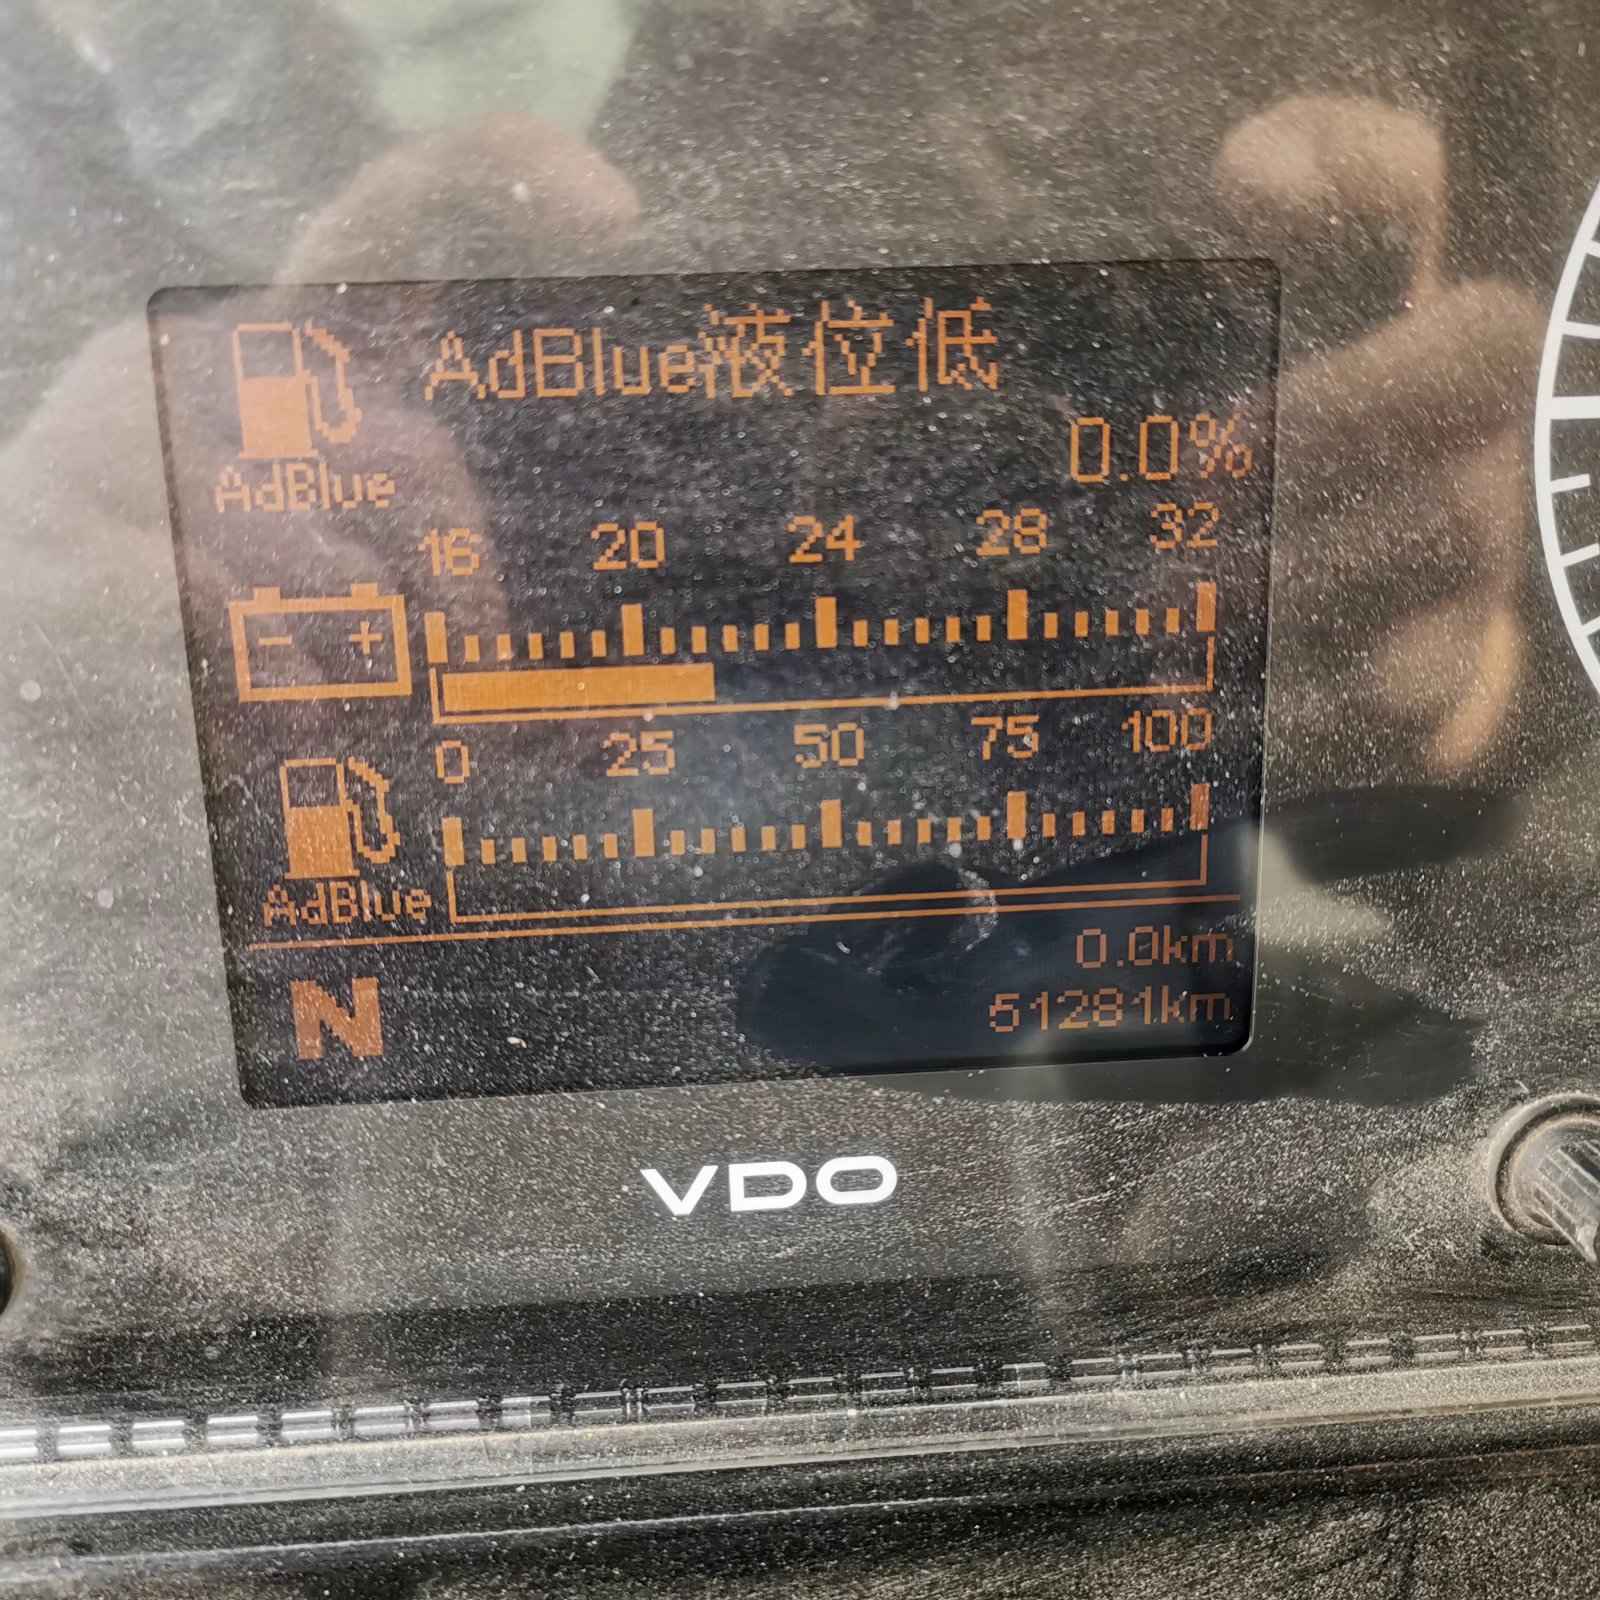 AdBlue液位低
0.0%
AdBlue
16 20 24 28 32
- +
0 25 50 75 100
AdBlue
0.0km
N
51281km
VDO